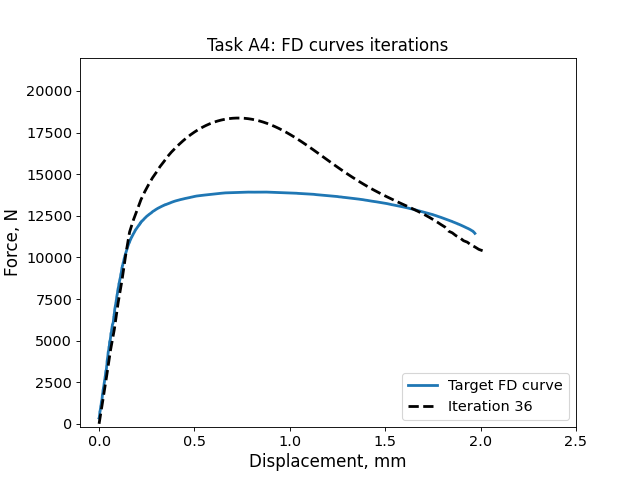 Task A4: FD curves iterations
Force, N
20000
17500
15000
12500
10000
7500
5000
2500
0
0.0 0.5 1.0 1.5 2.0 2.5
Displacement, mm
Target FD curve
Iteration 36